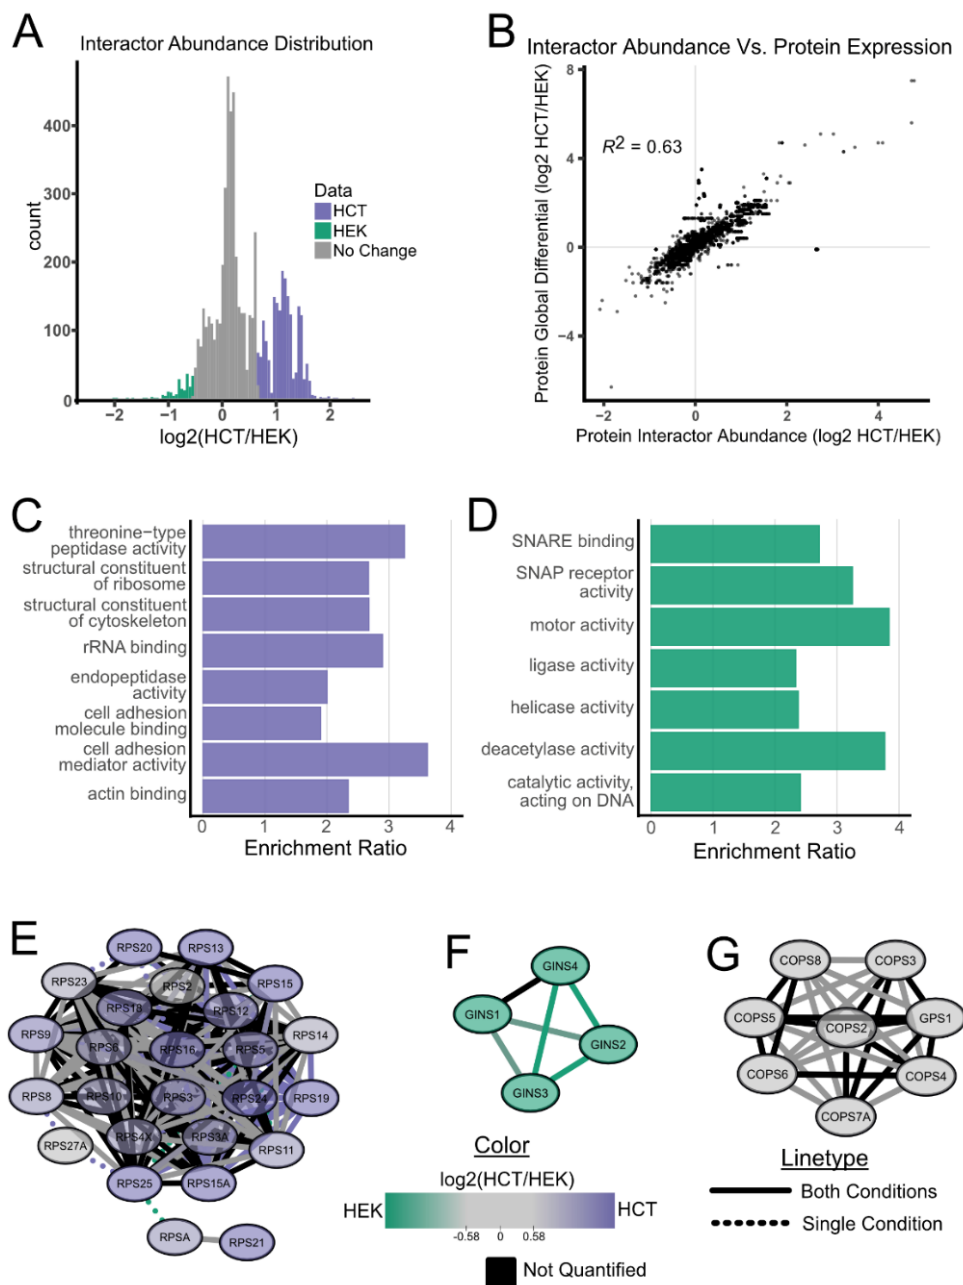 A
Interactor Abundance Distribution
count
400
300
200
100
0
−2
−1
0
1
2
log2(HCT/HEK)
Data
HCT
HEK
No Change
B
Interactor Abundance Vs. Protein Expression
Protein Global Differential (log2 HCT/HEK)
8
4
0
−4
R2 = 0.63
−2
0
2
4
Protein Interactor Abundance (log2 HCT/HEK)
C
threonine−type
peptidase activity
structural constituent
of ribosome
structural constituent
of cytoskeleton
rRNA binding
endopeptidase
activity
cell adhesion
molecule binding
cell adhesion
mediator activity
actin binding
0
1
2
3
4
Enrichment Ratio
D
SNARE binding
SNAP receptor
activity
motor activity
ligase activity
helicase activity
deacetylase activity
catalytic activity,
acting on DNA
0
1
2
3
4
Enrichment Ratio
E
RPS20
RPS13
RPS23
RPS2
RPS15
RPS18
RPS12
RPS9
RPS14
RPS6
RPS16
RPS5
RPS8
RPS10
RPS3
RPS24
RPS19
RPS27A
RPS4X
RPS3A
RPS11
RPS25
RPS15A
RPSA
RPS21
F
GINS4
GINS1
GINS2
GINS3
Color
log2(HCT/HEK)
HEK
HCT
-0.58
0
0.58
Not Quantified
G
COPS8
COPS3
COPS5
COPS2
GPS1
COPS6
COPS4
COPS7A
Linetype
Both Conditions
Single Condition